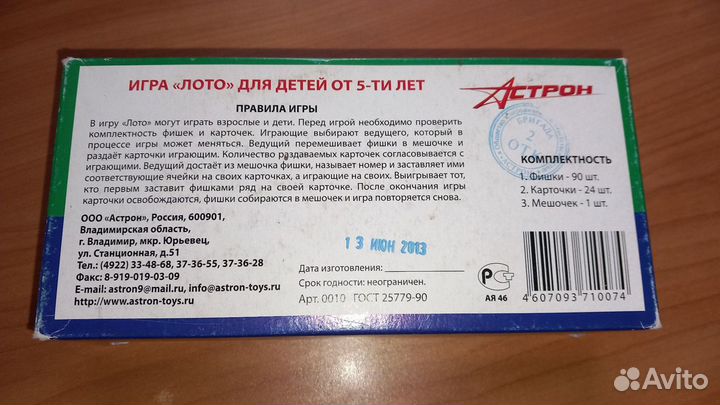 ИГРА «ЛОТО» ДЛЯ ДЕТЕЙ ОТ 5-ТИ ЛЕТ
АСТРОН
ПРАВИЛА ИГРЫ
В игру «Лото» могут играть взрослые и дети. Перед игрой необходимо проверить
комплектность фишек и карточек. Играющие выбирают ведущего, который в
процессе игры может меняться. Ведущий перемешивает фишки в мешочке и
раздаёт карточки играющим. Количество раздаваемых карточек согласовывается с
играющими. Ведущий достаёт из мешочка фишки, называет номер и заставляет ими
соответствующие ячейки на своих карточках, а играющие на своих. Выигрывает тот,
кто первым заставит фишками ряд на своей карточке. После окончания игры
карточки освобождаются, фишки собираются в мешочек и игра повторяется снова.
БРИГАДА
2
ОТК
КОМПЛЕКТНОСТЬ
1. Фишки - 90 шт.
2. Карточки - 24 шт.
3. Мешочек - 1 шт.
ООО «Астрон», Россия, 600901,
Владимирская область,
г. Владимир, мкр. Юрьевец,
ул. Станционная, д.51
Тел.: (4922) 33-48-68, 37-36-55, 37-36-28
Факс: 8-919-019-03-09
E-mail: astron9@mail.ru, info@astron-toys.ru
http://www.astron-toys.ru
13 ИЮН 2013
Дата изготовления:
Срок годности: неограничен.
Арт. 0010 ГОСТ 25779-90
АЯ 46
4607093710074
Avito